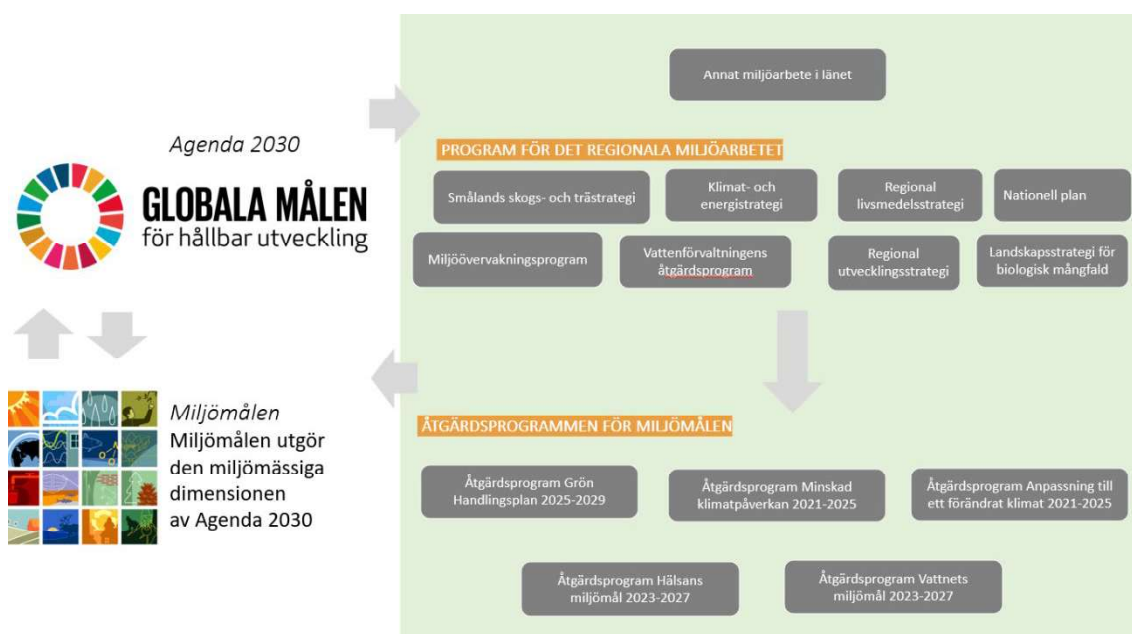 Annat miljöarbete i länet
Agenda 2030
GLOBALA MÅLEN
för hållbar utveckling
PROGRAM FÖR DET REGIONALA MILJÖARBETET
Smålands skogs- och trästrategi
Klimat- och
energistrategi
Regional
livsmedelsstrategi
Nationell plan
Miljöövervakningsprogram
Vattenförvaltningens
åtgärdsprogram
Regional
utvecklingsstrategi
Landskapsstrategi för
biologisk mångfald
Miljömålen
Miljömålen utgör
den miljömässiga
dimensionen
av Agenda 2030
ÅTGÄRDSPROGRAMMEN FÖR MILJÖMÅLEN
Åtgärdsprogram Grön
Handlingsplan 2025-2029
Åtgärdsprogram Minskad
klimatpåverkan 2021-2025
Åtgärdsprogram Anpassning till
ett förändrat klimat 2021-2025
Åtgärdsprogram Hälsans
miljömål 2023-2027
Åtgärdsprogram Vattnets
miljömål 2023-2027